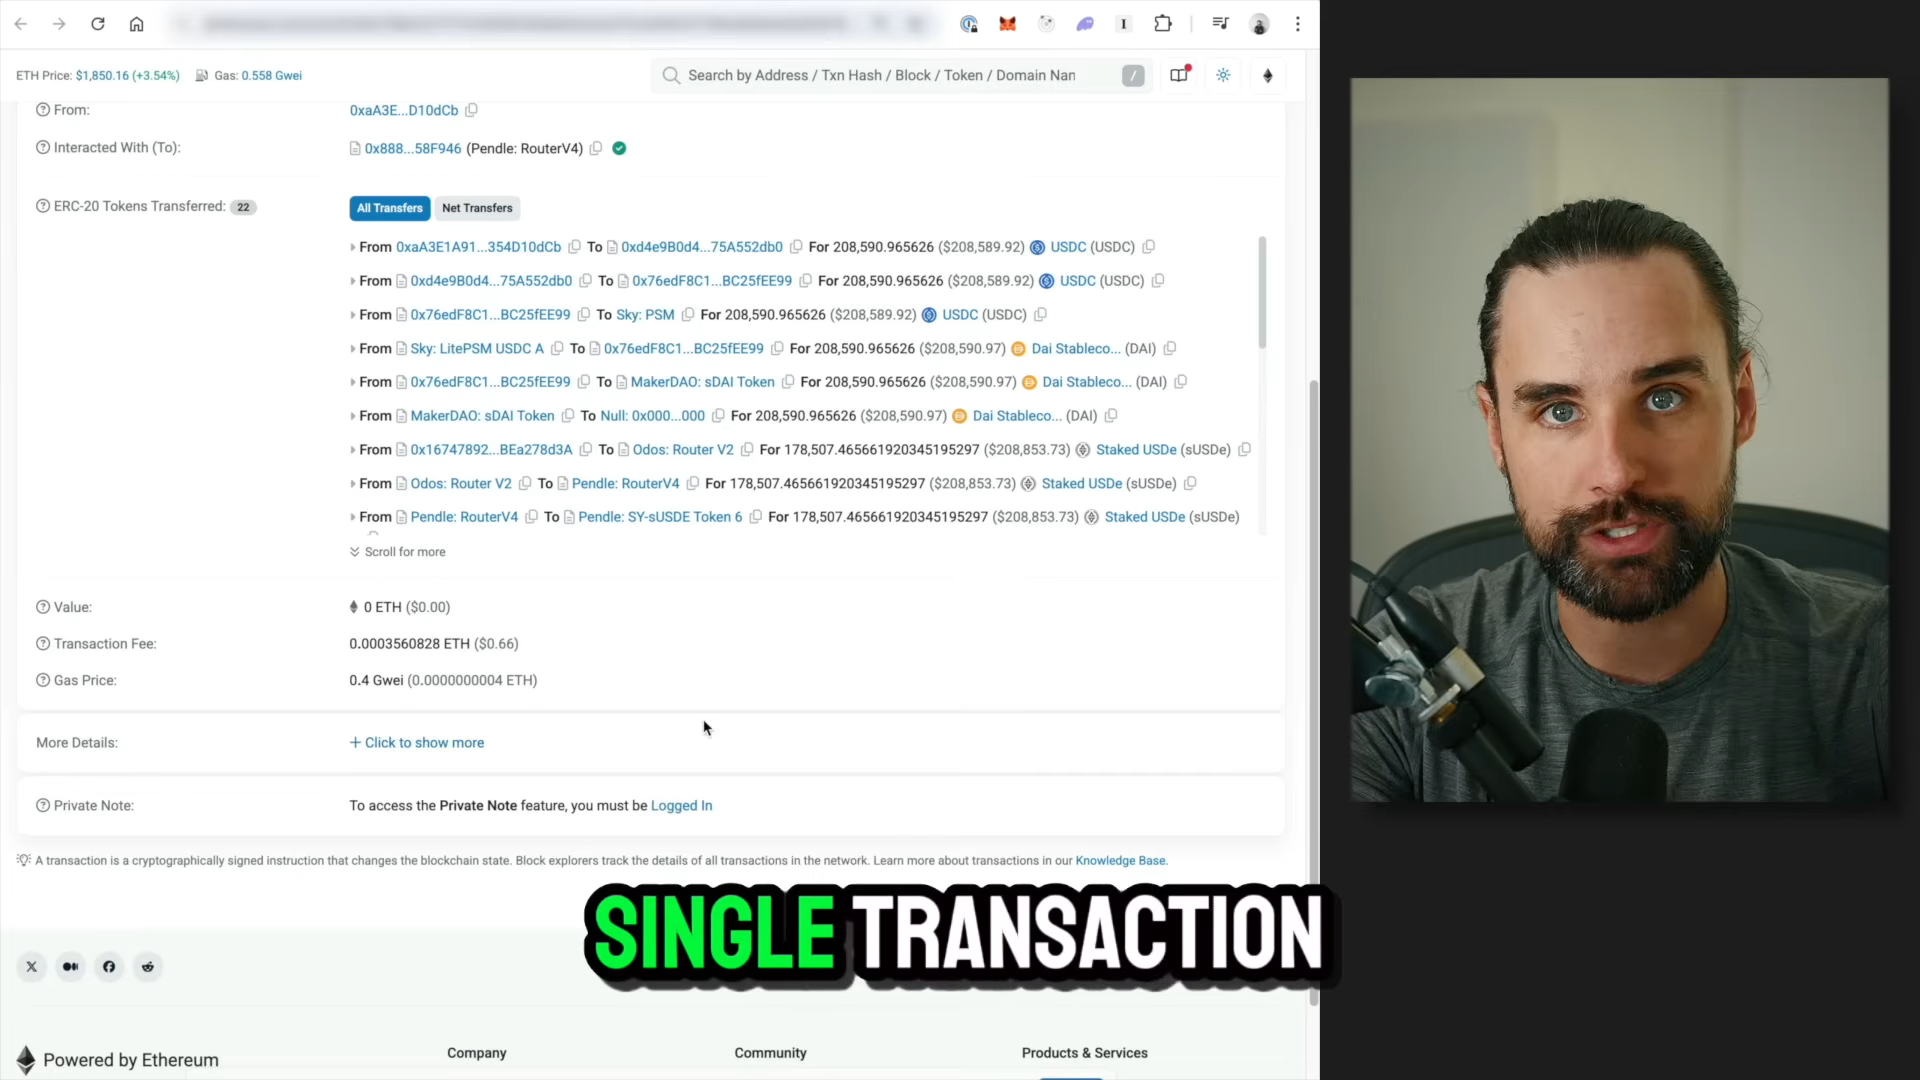 ETH Price: $1,850.16 (+3.54%) Gas: 0.558 Gwei
Search by Address / Txn Hash / Block / Token / Domain Nan
/
From: 0xaA3E...D10dCb
Interacted With (To): 0x888...58F946 (Pendle: RouterV4)
ERC-20 Tokens Transferred: 22 All Transfers Net Transfers
From 0xaA3E1A91...354D10dCb To 0xd4e9B0d4...75A552db0 For 208,590.965626 ($208,589.92) USDC (USDC)
From 0xd4e9B0d4...75A552db0 To 0x76edF8C1...BC25fEE99 For 208,590.965626 ($208,589.92) USDC (USDC)
From 0x76edF8C1...BC25fEE99 To Sky: PSM For 208,590.965626 ($208,589.92) USDC (USDC)
From Sky: LitePSM USDC A To 0x76edF8C1...BC25fEE99 For 208,590.965626 ($208,590.97) Dai Stableco... (DAI)
From 0x76edF8C1...BC25fEE99 To MakerDAO: sDAI Token For 208,590.965626 ($208,590.97) Dai Stableco... (DAI)
From MakerDAO: sDAI Token To Null: 0x000...000 For 208,590.965626 ($208,590.97) Dai Stableco... (DAI)
From 0x16747892...BEa278d3A To Odos: Router V2 For 178,507.465661920345195297 ($208,853.73) Staked USDe (sUSDe)
From Odos: Router V2 To Pendle: RouterV4 For 178,507.465661920345195297 ($208,853.73) Staked USDe (sUSDe)
From Pendle: RouterV4 To Pendle: SY-sUSDE Token 6 For 178,507.465661920345195297 ($208,853.73) Staked USDe (sUSDe)
Scroll for more
Value: 0 ETH ($0.00)
Transaction Fee: 0.0003560828 ETH ($0.66)
Gas Price: 0.4 Gwei (0.0000000004 ETH)
More Details: + Click to show more
Private Note: To access the Private Note feature, you must be Logged In
A transaction is a cryptographically signed instruction that changes the blockchain state. Block explorers track the details of all transactions in the network. Learn more about transactions in our Knowledge Base.
SINGLE TRANSACTION
Powered by Ethereum Company Community Products & Services